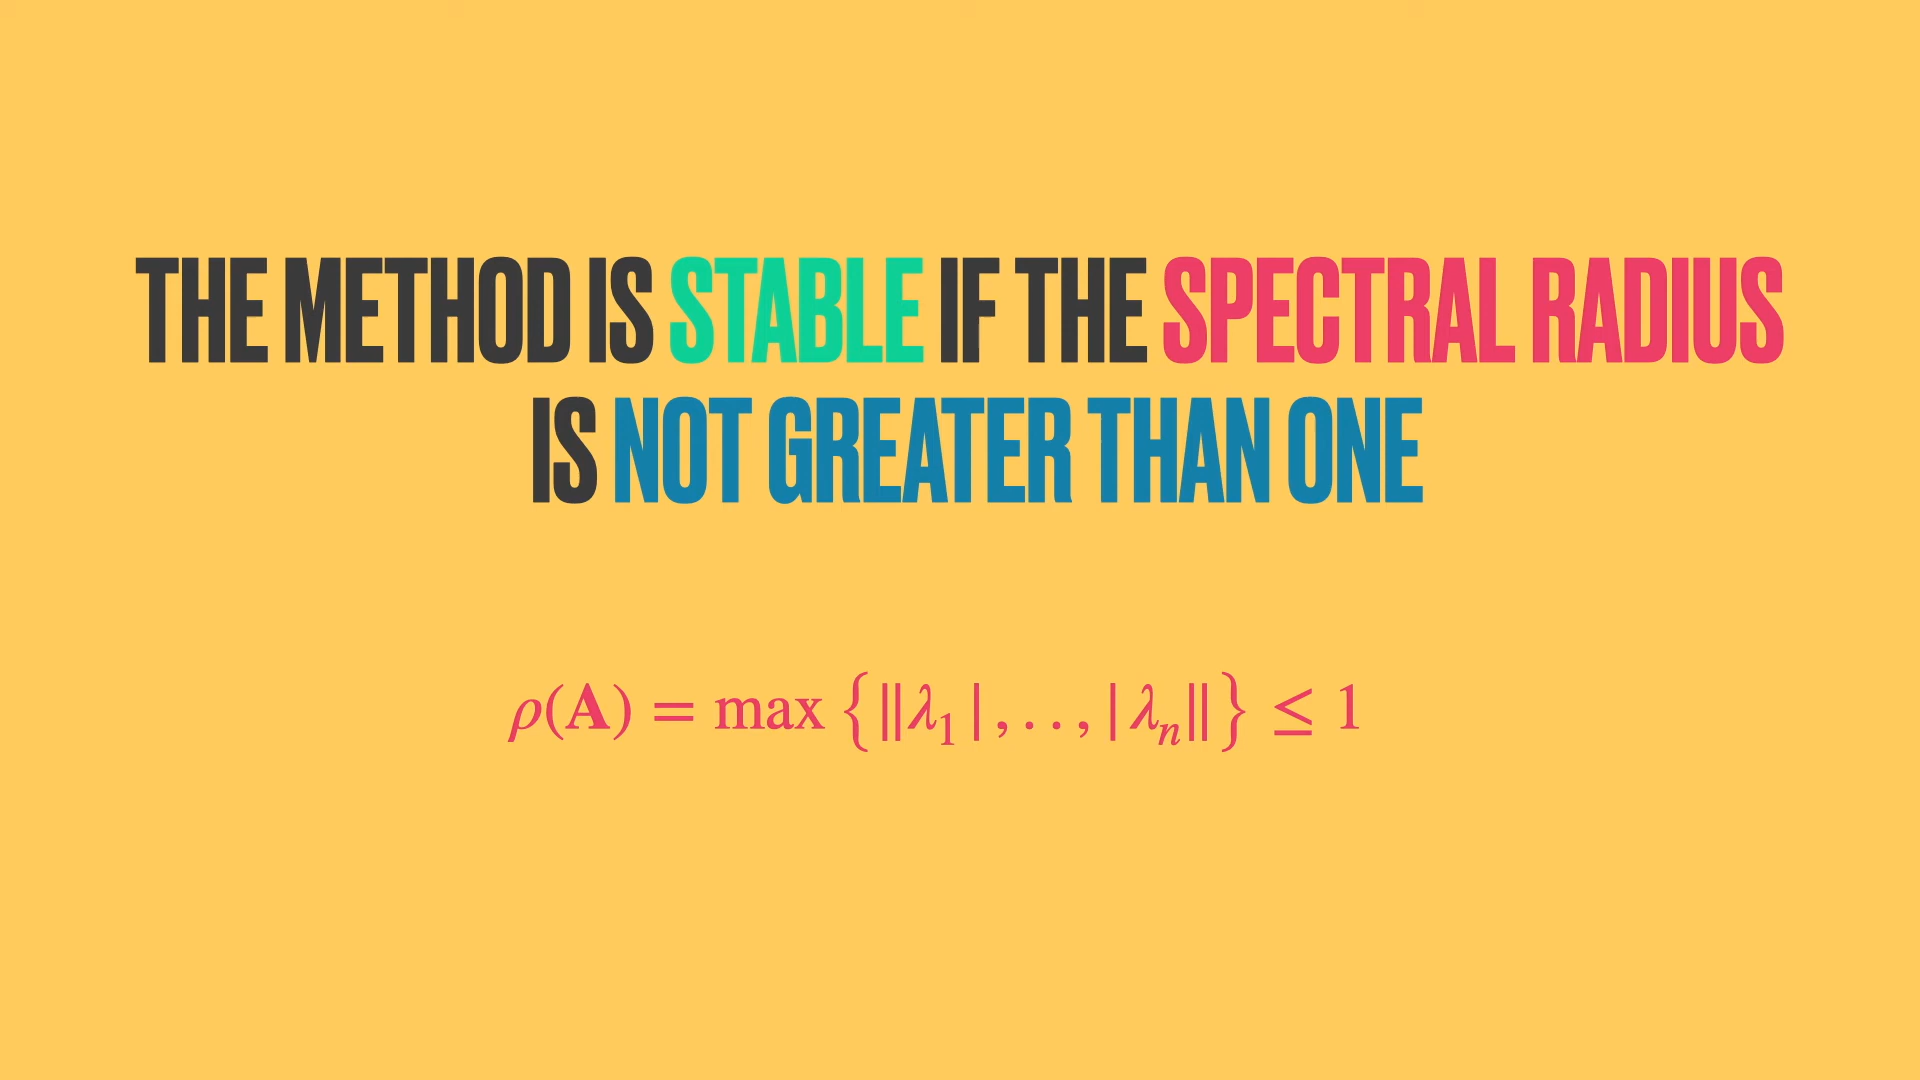 THE METHOD IS STABLE IF THE SPECTRAL RADIUS
IS NOT GREATER THAN ONE
ρ(A) = max {||λ₁|, . . , |λₙ||} ≤ 1